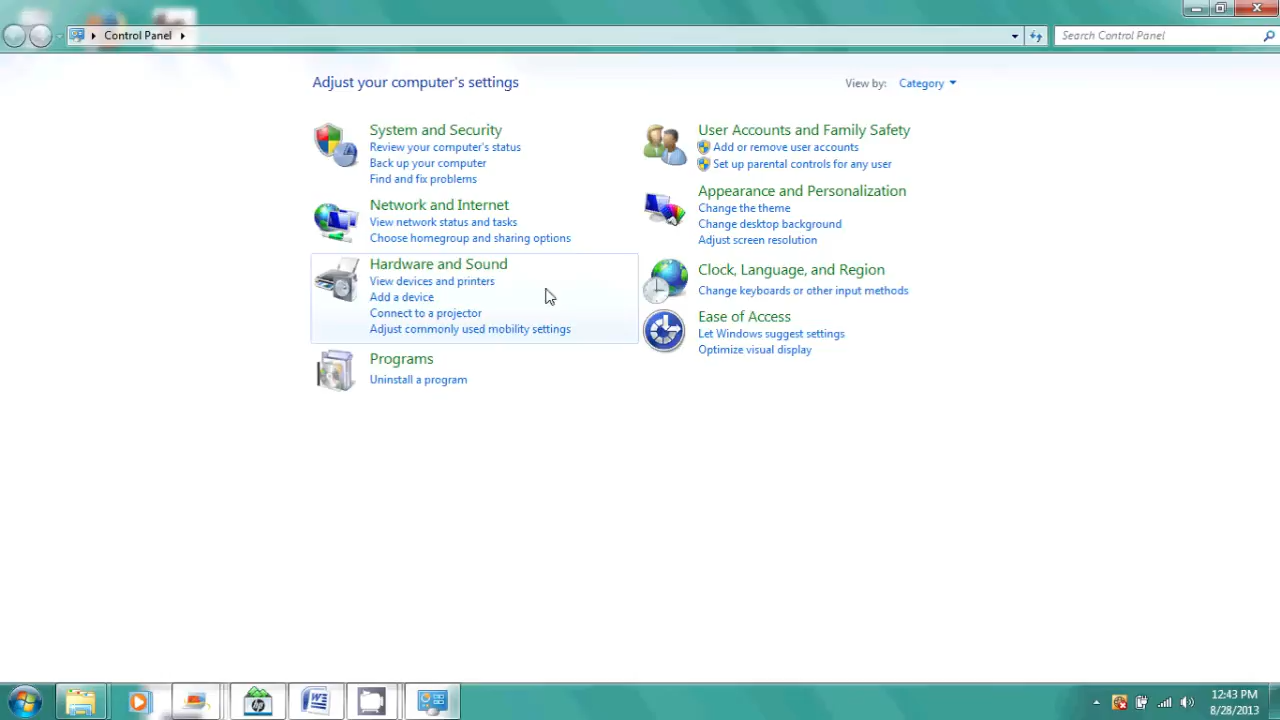 Control Panel
Search Control Panel
Adjust your computer's settings
View by: Category
System and Security
Review your computer's status
Back up your computer
Find and fix problems
Network and Internet
View network status and tasks
Choose homegroup and sharing options
Hardware and Sound
View devices and printers
Add a device
Connect to a projector
Adjust commonly used mobility settings
Programs
Uninstall a program
User Accounts and Family Safety
Add or remove user accounts
Set up parental controls for any user
Appearance and Personalization
Change the theme
Change desktop background
Adjust screen resolution
Clock, Language, and Region
Change keyboards or other input methods
Ease of Access
Let Windows suggest settings
Optimize visual display
12:43 PM
8/28/2013